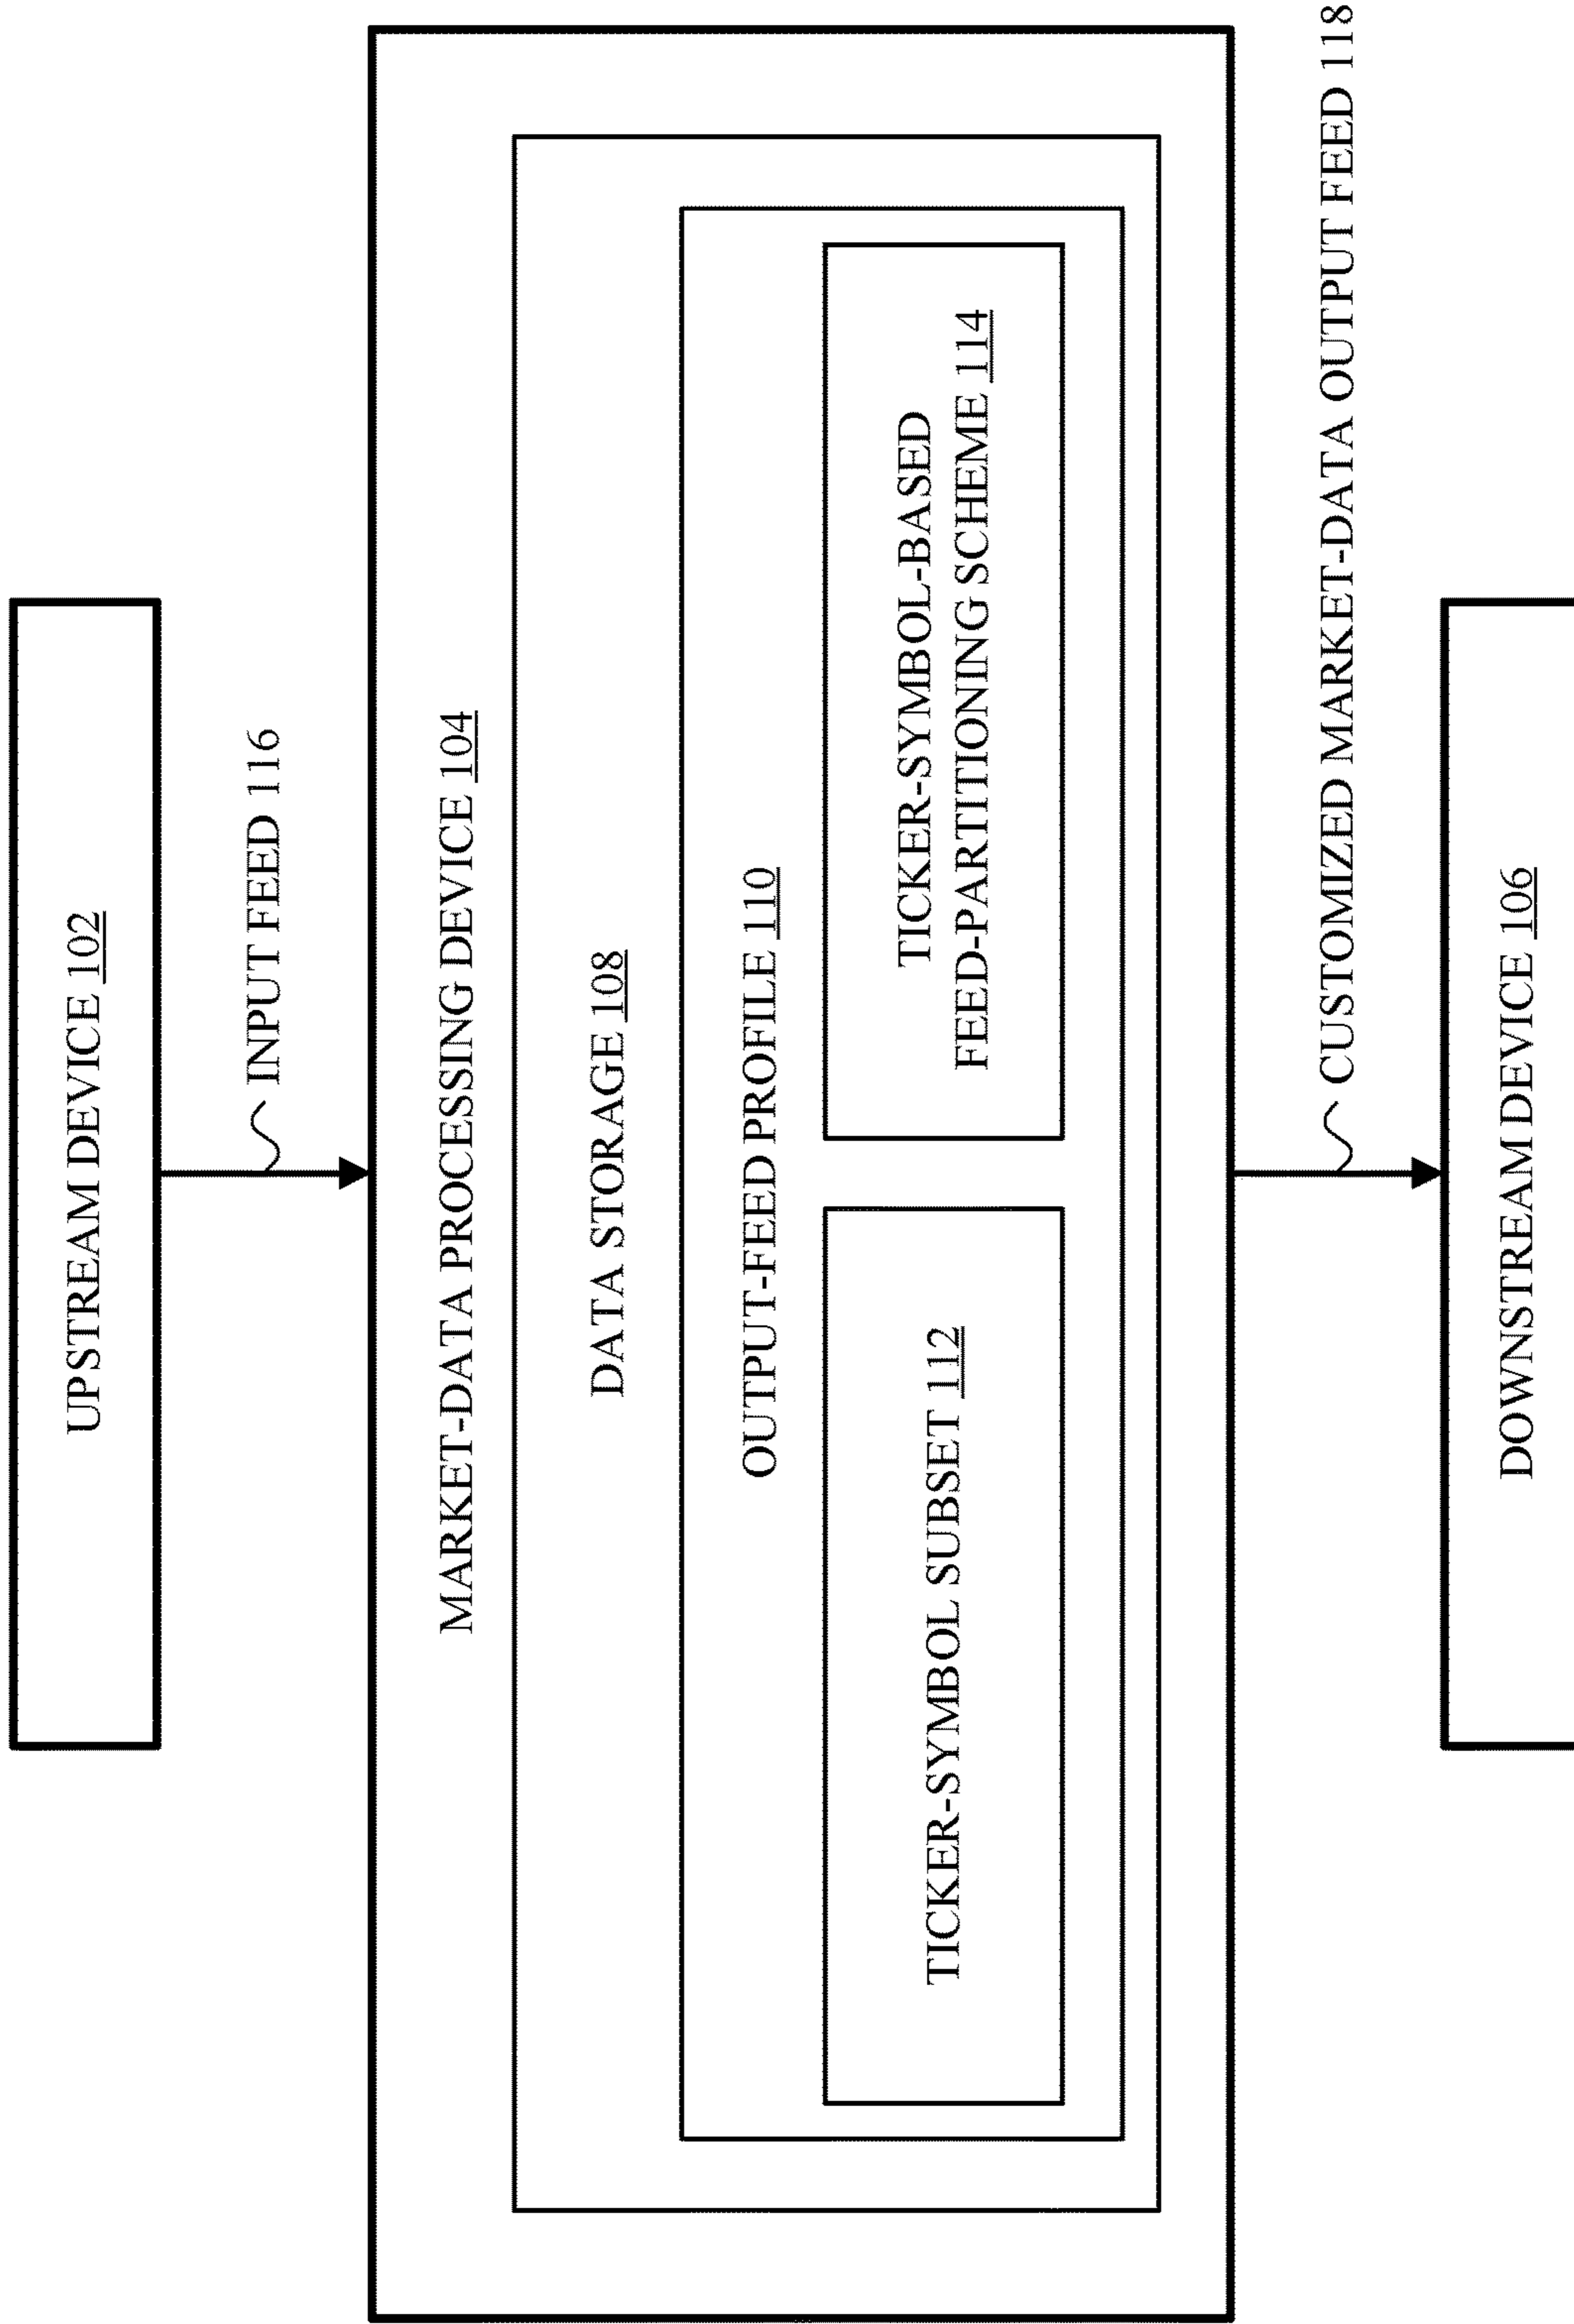 UPSTREAM DEVICE 102
INPUT FEED 116
MARKET-DATA PROCESSING DEVICE 104
DATA STORAGE 108
OUTPUT-FEED PROFILE 110
TICKER-SYMBOL SUBSET 112
TICKER-SYMBOL-BASED
FEED-PARTITIONING SCHEME 114
CUSTOMIZED MARKET-DATA OUTPUT FEED 118
DOWNSTREAM DEVICE 106